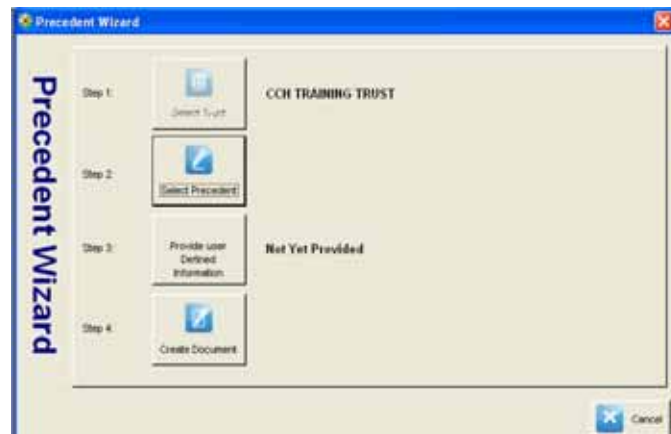 Precedent Wizard
Precedent Wizard
Step 1:
Select Trust
CCH TRAINING TRUST
Step 2:
Select Precedent
Step 3:
Provide user
Defined
Information
Not Yet Provided
Step 4:
Create Document
Cancel